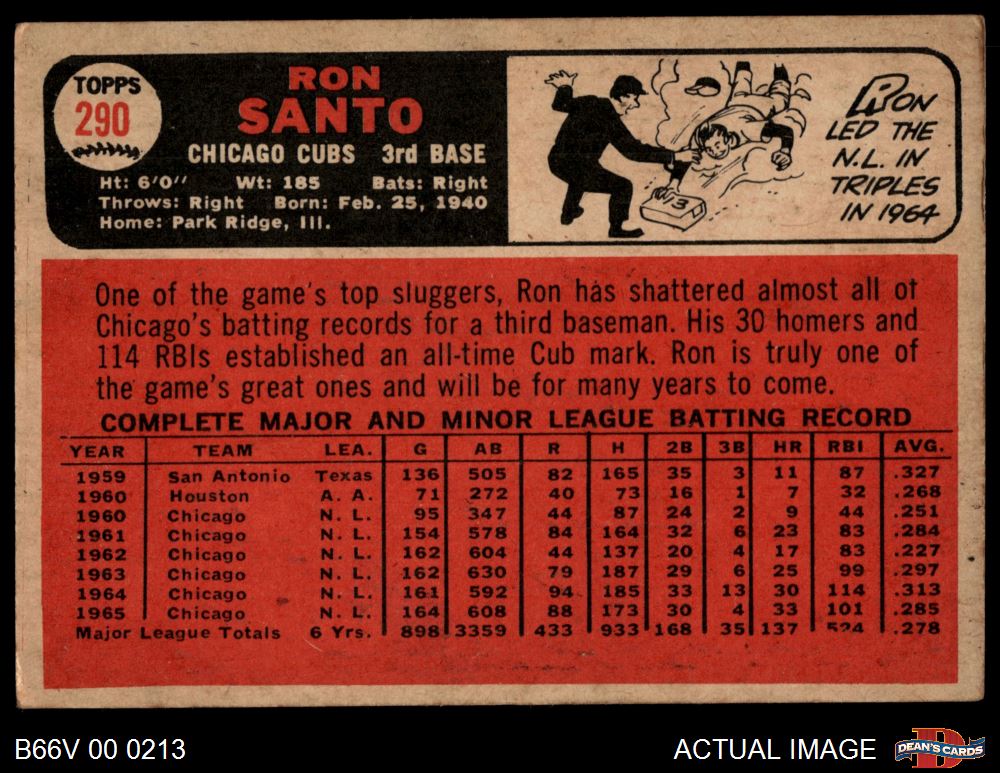 TOPPS
290
RON
SANTO
CHICAGO CUBS 3rd BASE
Ht: 6'0" Wt: 185 Bats: Right
Throws: Right Born: Feb. 25, 1940
Home: Park Ridge, Ill.
3
RON
LED THE
N.L. IN
TRIPLES
IN 1964
One of the game's top sluggers, Ron has shattered almost all of
Chicago's batting records for a third baseman. His 30 homers and
114 RBIs established an all-time Cub mark. Ron is truly one of
the game's great ones and will be for many years to come.
COMPLETE MAJOR AND MINOR LEAGUE BATTING RECORD
YEAR TEAM LEA. G AB R H 2B 3B HR RBI AVG.
1959 San Antonio Texas 136 505 82 165 35 3 11 87 .327
1960 Houston A. A. 71 272 40 73 16 1 7 32 .268
1960 Chicago N. L. 95 347 44 87 24 2 9 44 .251
1961 Chicago N. L. 154 578 84 164 32 6 23 83 .284
1962 Chicago N. L. 162 604 44 137 20 4 17 83 .227
1963 Chicago N. L. 162 630 79 187 29 6 25 99 .297
1964 Chicago N. L. 161 592 94 185 33 13 30 114 .313
1965 Chicago N. L. 164 608 88 173 30 4 33 101 .285
Major League Totals 6 Yrs. 898 3359 433 933 168 35 137 524 .278
B66V 00 0213
ACTUAL IMAGE
D
DEAN'S CARDS